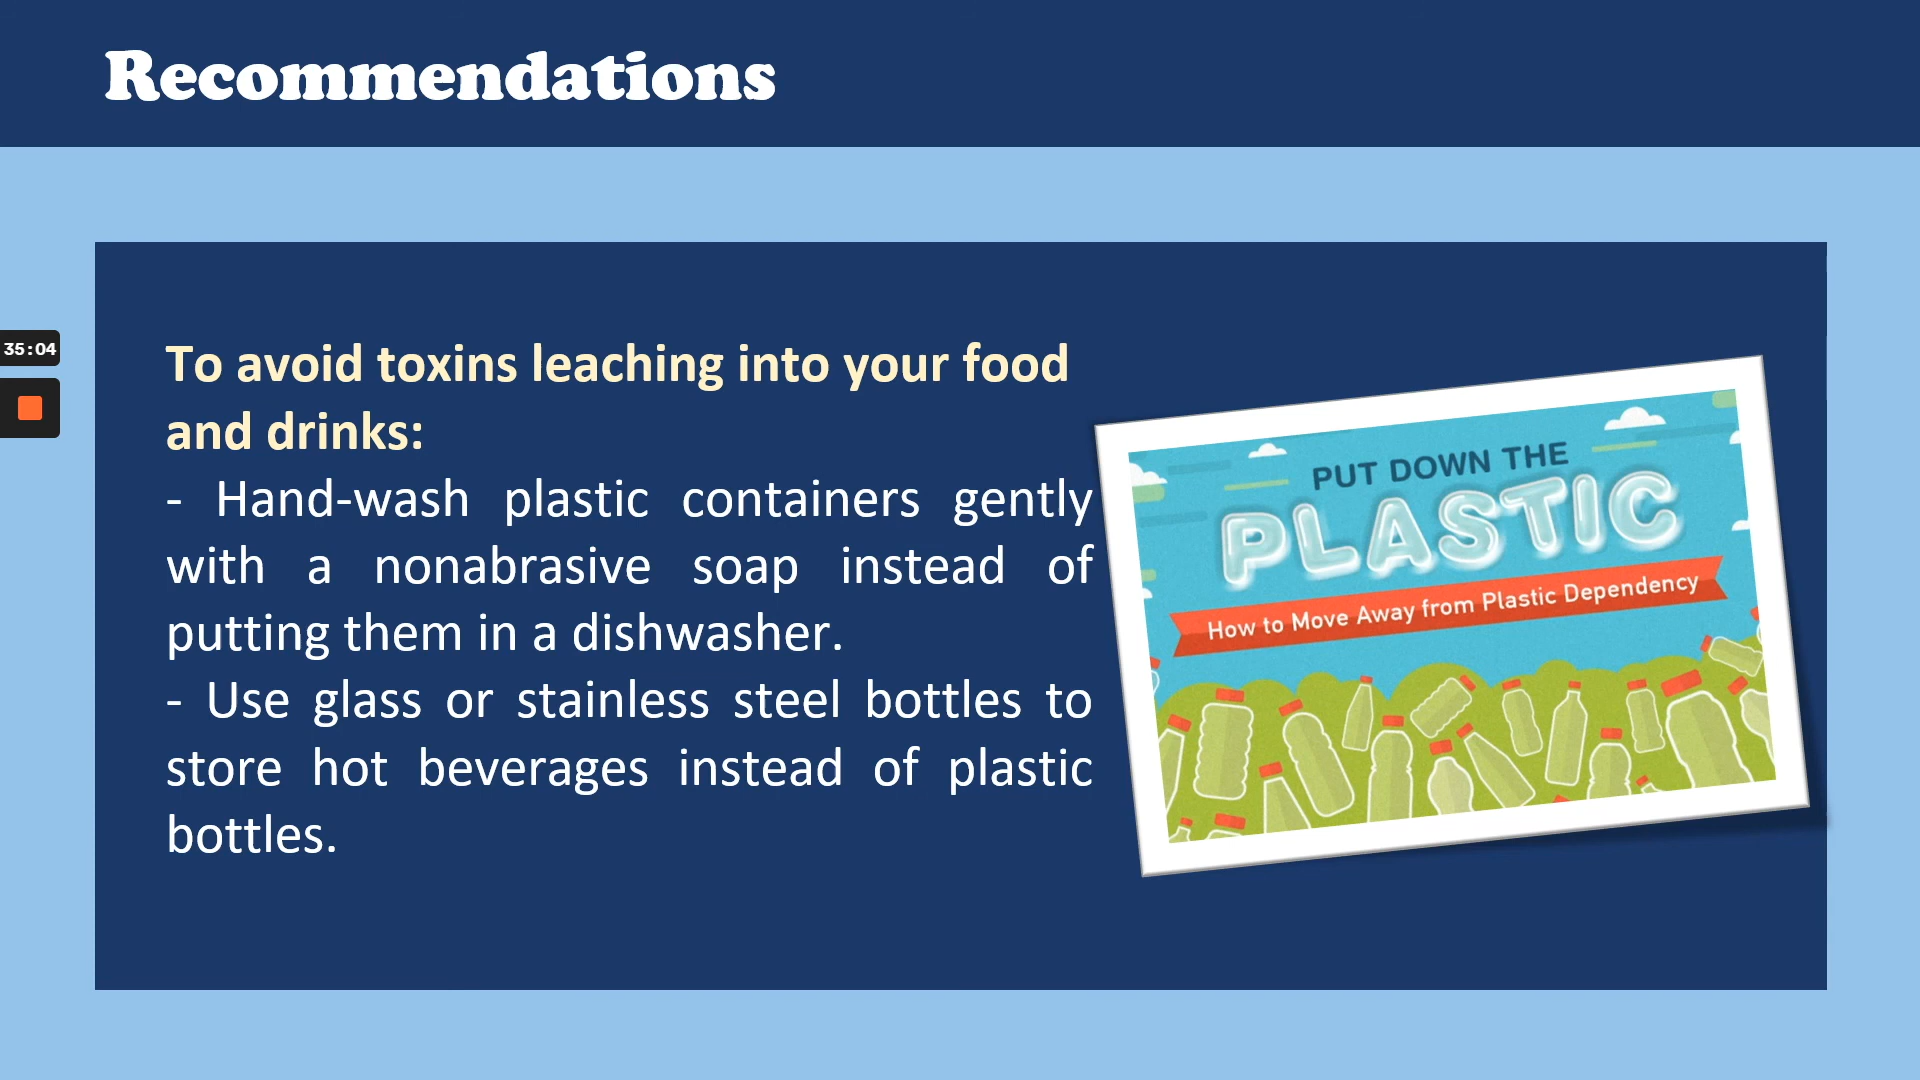 Recommendations
35:04
To avoid toxins leaching into your food
and drinks:
- Hand-wash plastic containers gently
with a nonabrasive soap instead of
putting them in a dishwasher.
- Use glass or stainless steel bottles to
store hot beverages instead of plastic
bottles.
PUT DOWN THE
PLASTIC
How to Move Away from Plastic Dependency